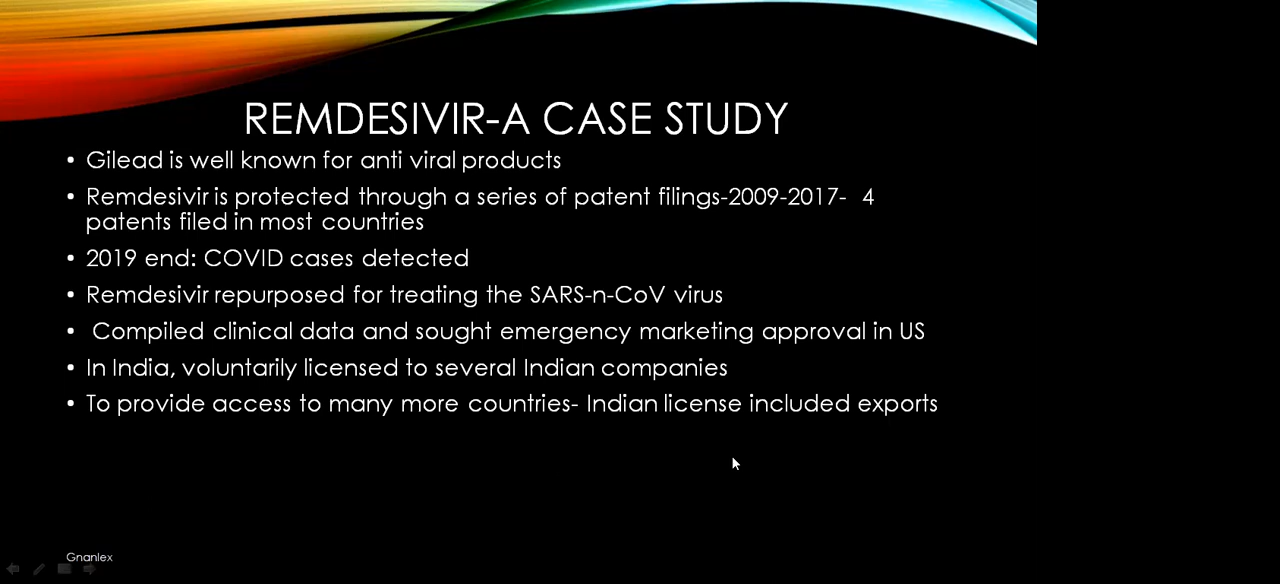 REMDESIVIR-A CASE STUDY
• Gilead is well known for anti viral products
• Remdesivir is protected through a series of patent filings-2009-2017- 4
patents filed in most countries
• 2019 end: COVID cases detected
• Remdesivir repurposed for treating the SARS-n-CoV virus
• Compiled clinical data and sought emergency marketing approval in US
• In India, voluntarily licensed to several Indian companies
• To provide access to many more countries- Indian license included exports
Gnanlex